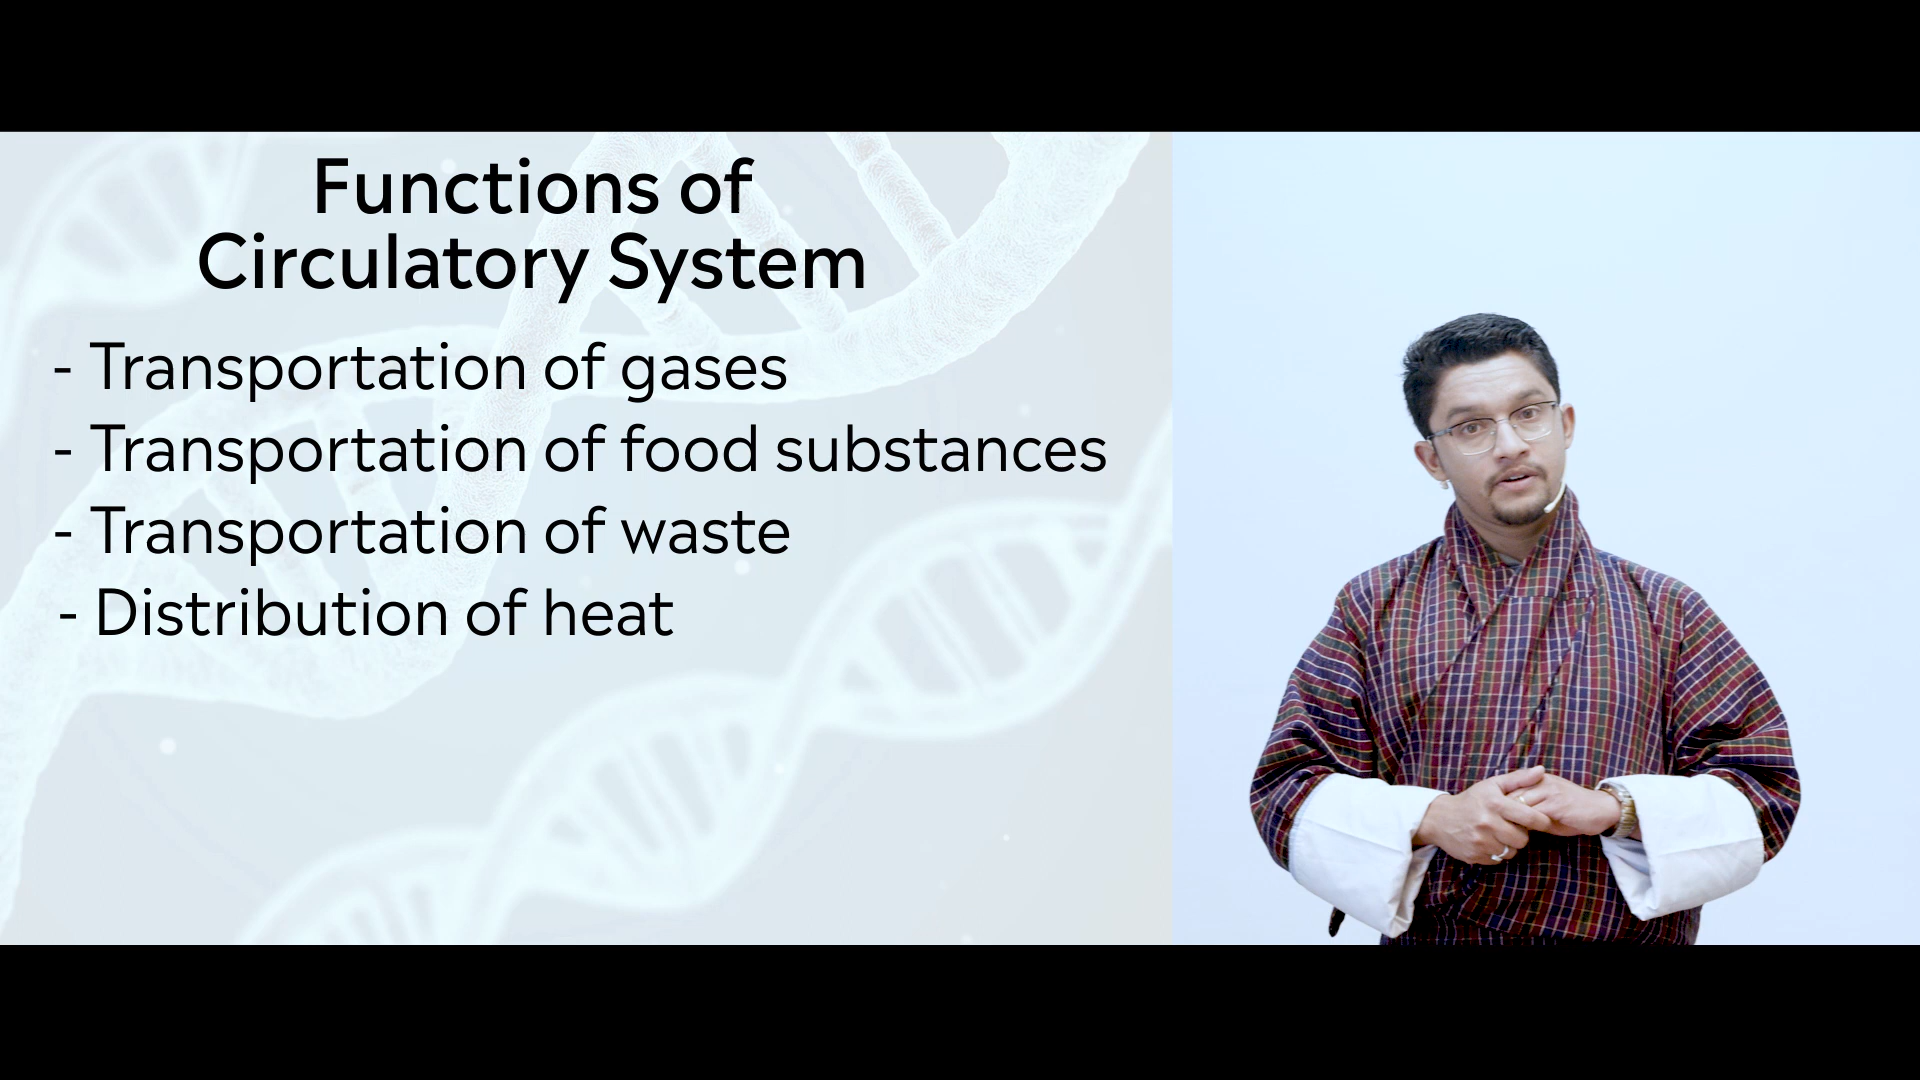 Functions of
Circulatory System
- Transportation of gases
- Transportation of food substances
- Transportation of waste
- Distribution of heat